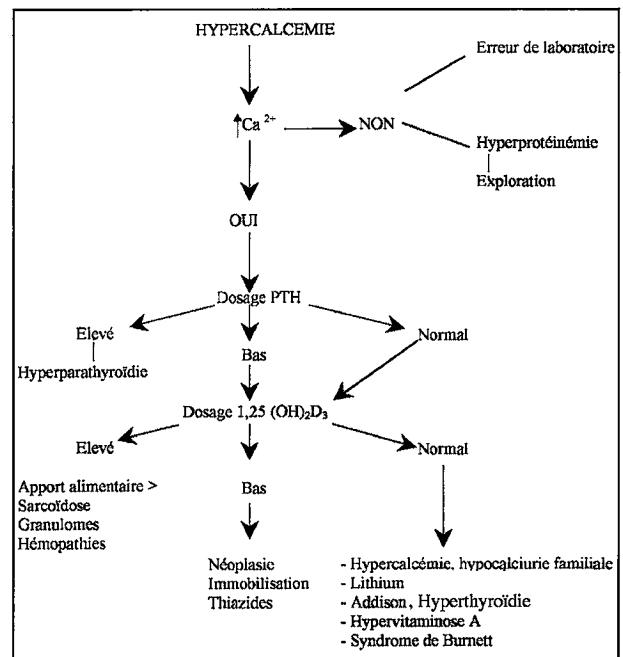 HYPERCALCEMIE
Erreur de laboratoire
↑Ca 2+
NON
Hyperprotéinémie
Exploration
OUI
Dosage PTH
Elevé
Normal
Hyperparathyroïdie
Bas
Dosage 1,25 (OH)₂D₃
Elevé
Normal
Apport alimentaire >
Bas
Sarcoïdose
Granulomes
Hémopathies
Néoplasie
Immobilisation
Thiazides
- Hypercalcémie, hypocalciurie familiale
- Lithium
- Addison, Hyperthyroïdie
- Hypervitaminose A
- Syndrome de Burnett